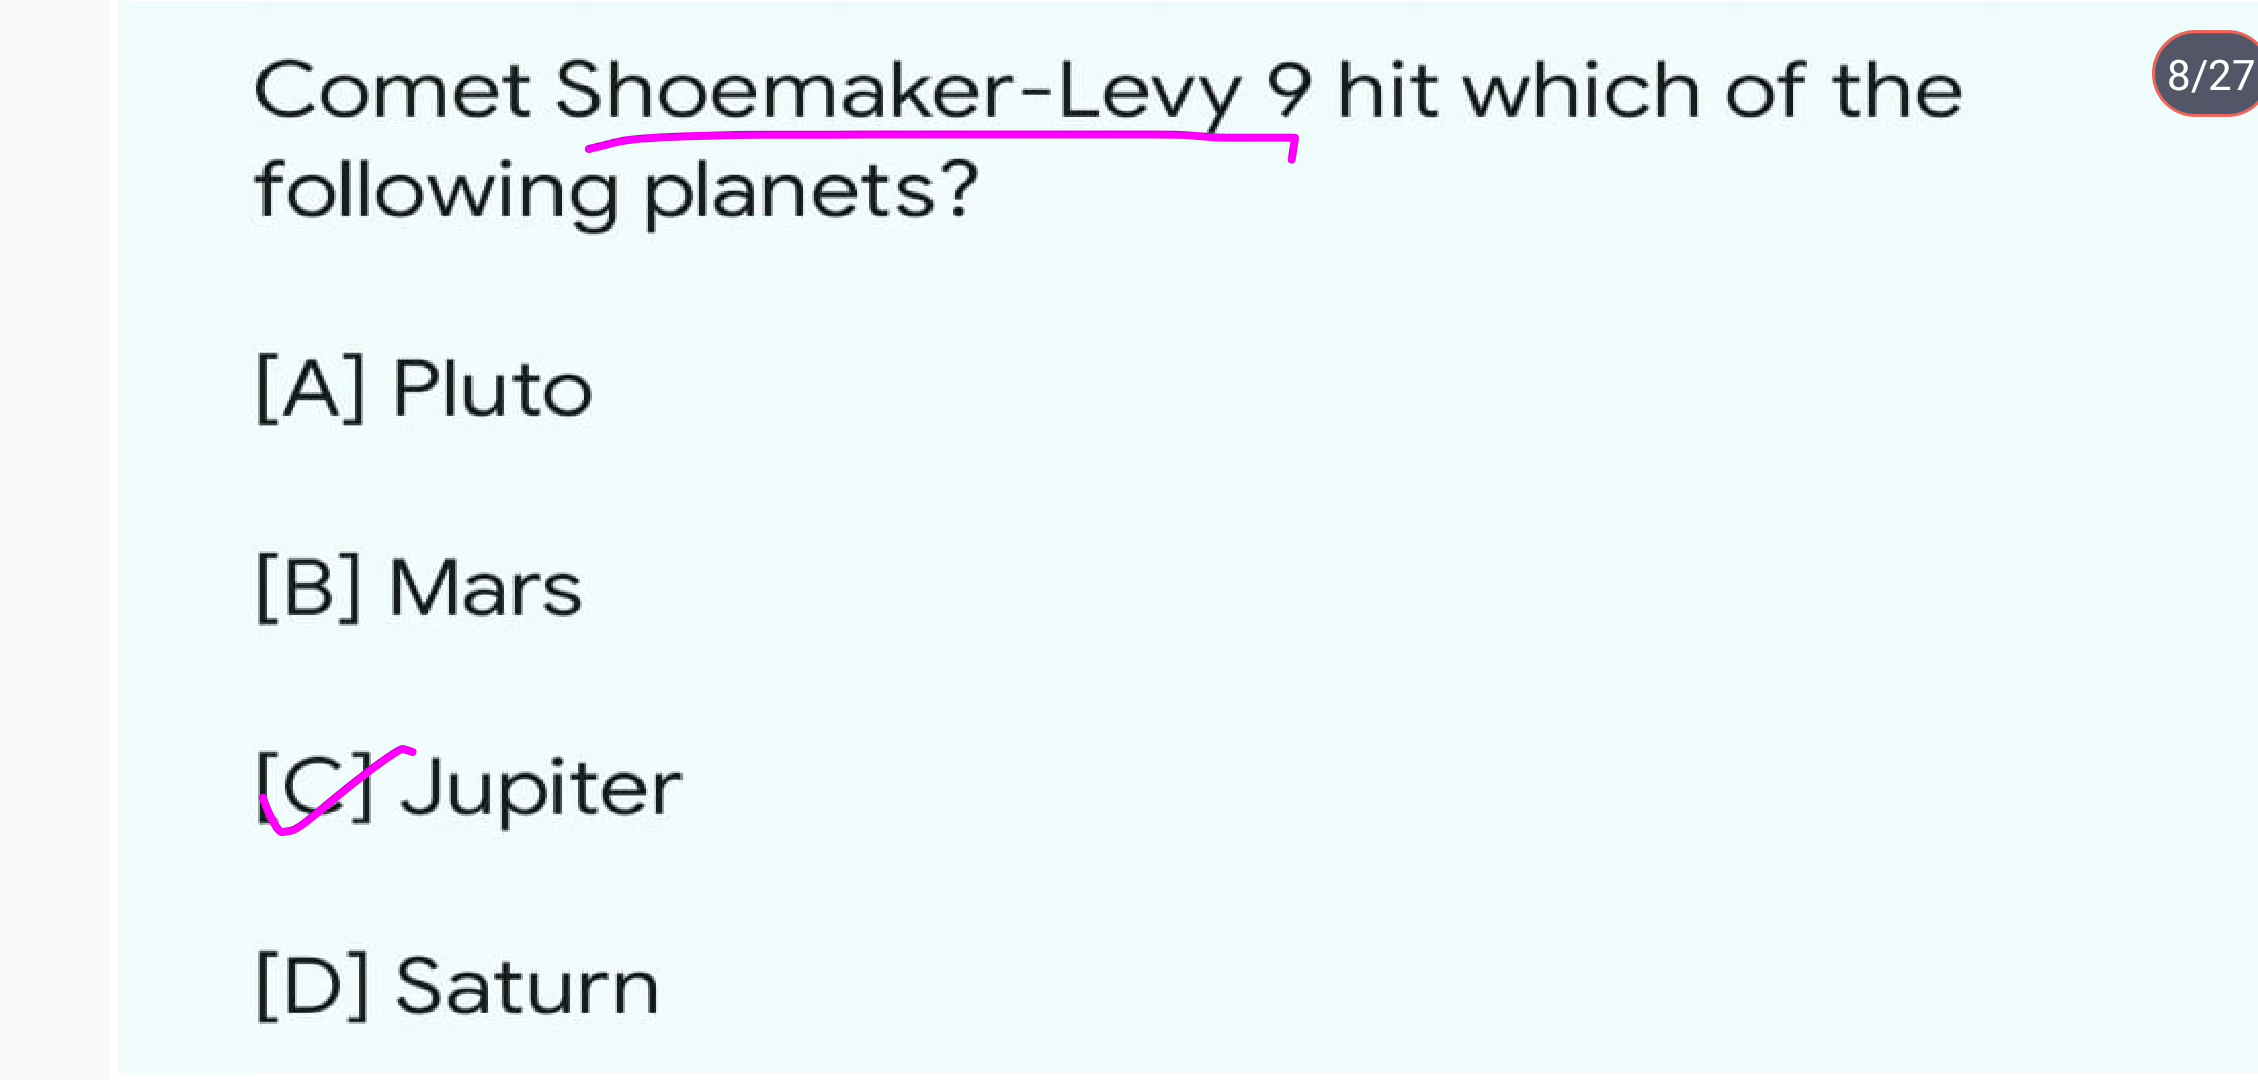 Comet Shoemaker-Levy 9 hit which of the
8/27
following planets?
[A] Pluto
[B] Mars
[C] Jupiter
[D] Saturn